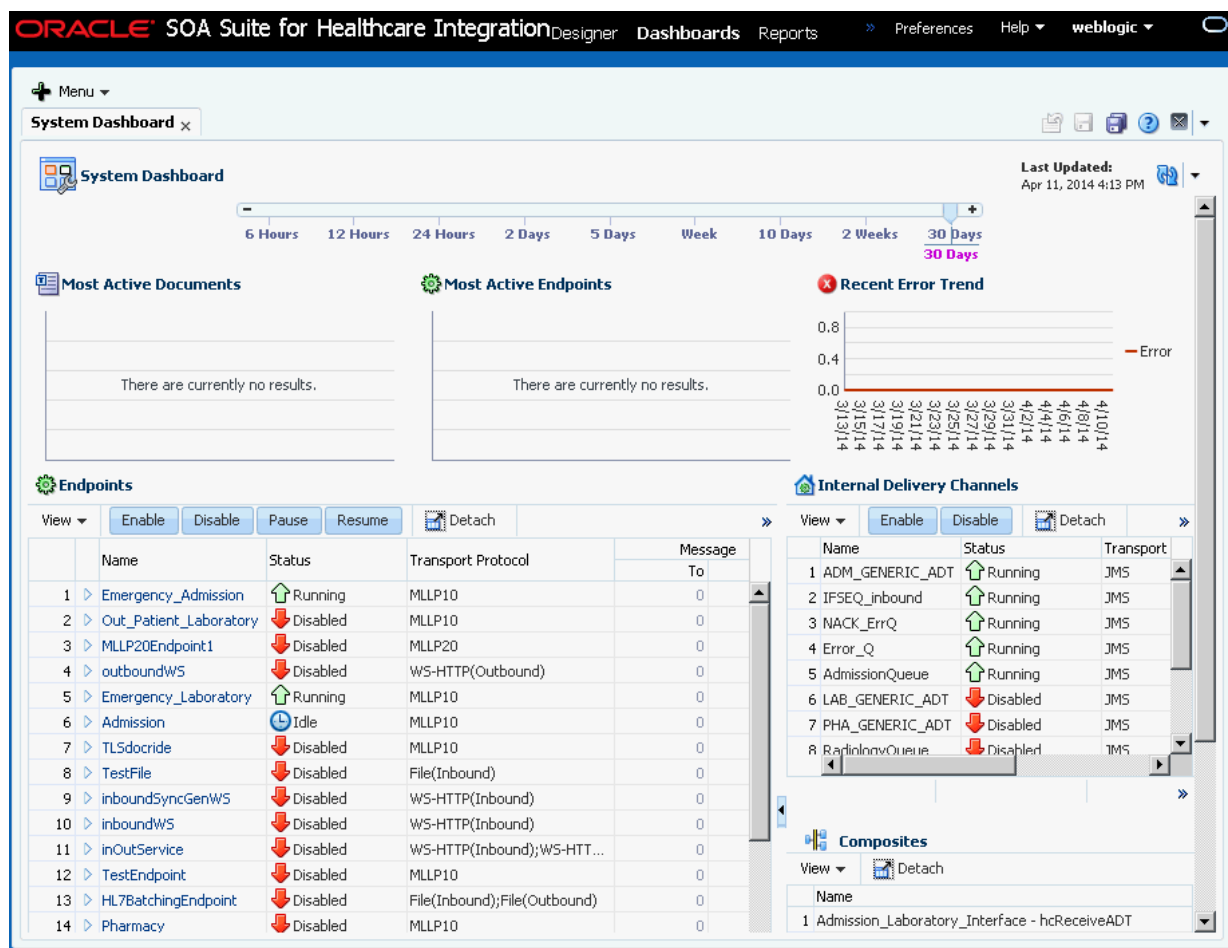 ORACLE SOA Suite for Healthcare Integration Designer Dashboards Reports » Preferences Help weblogic
Menu
System Dashboard
System Dashboard
Last Updated:
Apr 11, 2014 4:13 PM
6 Hours 12 Hours 24 Hours 2 Days 5 Days Week 10 Days 2 Weeks 30 Days
30 Days
Most Active Documents
There are currently no results.
Most Active Endpoints
There are currently no results.
Recent Error Trend
0.8
0.4
0.0
Error
3/13/14 3/15/14 3/17/14 3/19/14 3/21/14 3/23/14 3/25/14 3/27/14 3/29/14 3/31/14 4/2/14 4/4/14 4/6/14 4/8/14 4/10/14
Endpoints
View Enable Disable Pause Resume Detach »
Name Status Transport Protocol Message
To
1 Emergency_Admission Running MLLP10 0
2 Out_Patient_Laboratory Disabled MLLP10 0
3 MLLP20Endpoint1 Disabled MLLP20 0
4 outboundWS Disabled WS-HTTP(Outbound) 0
5 Emergency_Laboratory Running MLLP10 0
6 Admission Idle MLLP10 0
7 TLSdocride Disabled MLLP10 0
8 TestFile Disabled File(Inbound) 0
9 inboundSyncGenWS Disabled WS-HTTP(Inbound) 0
10 inboundWS Disabled WS-HTTP(Inbound) 0
11 inOutService Disabled WS-HTTP(Inbound);WS-HTT... 0
12 TestEndpoint Disabled MLLP10 0
13 HL7BatchingEndpoint Disabled File(Inbound);File(Outbound) 0
14 Pharmacy Disabled MLLP10 0
Internal Delivery Channels
View Enable Disable Detach »
Name Status Transport
1 ADM_GENERIC_ADT Running JMS
2 IFSEQ_inbound Running JMS
3 NACK_ErrQ Running JMS
4 Error_Q Running JMS
5 AdmissionQueue Running JMS
6 LAB_GENERIC_ADT Disabled JMS
7 PHA_GENERIC_ADT Disabled JMS
8 RadiologyQueue Disabled JMS
»
Composites
View Detach
Name
1 Admission_Laboratory_Interface - hcReceiveADT